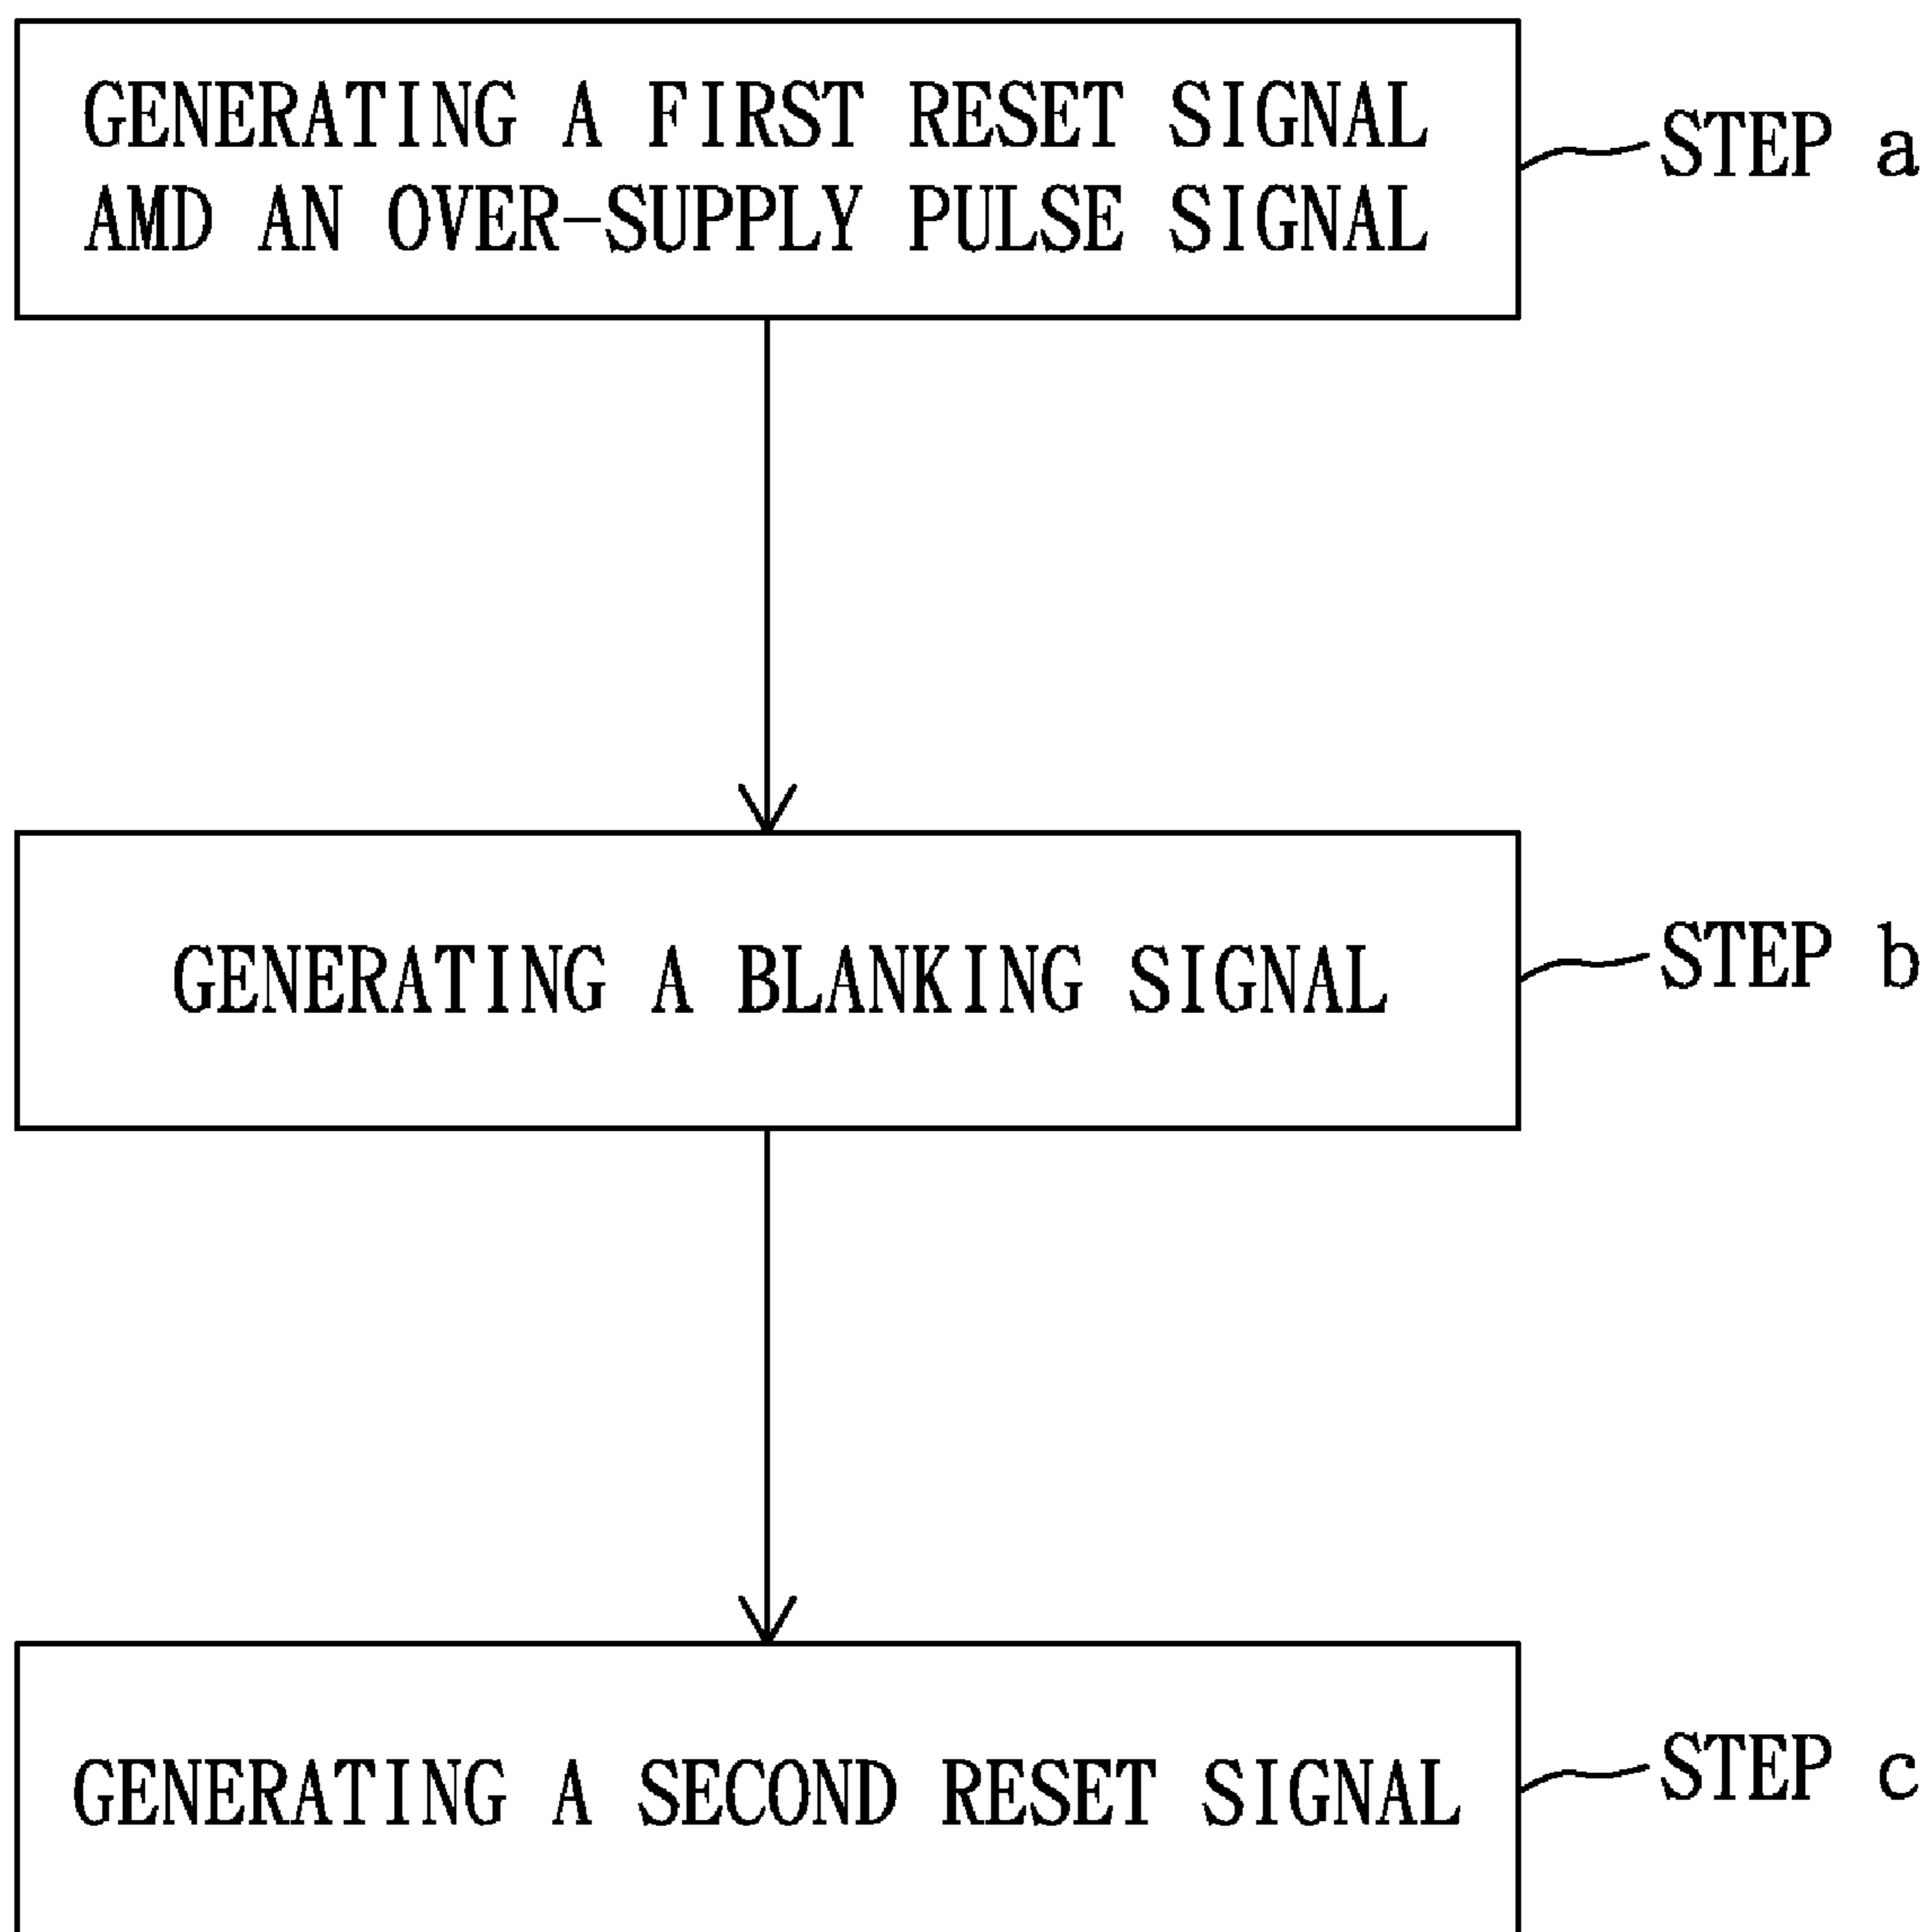 GENERATING A FIRST RESET SIGNAL
AMD AN OVER-SUPPLY PULSE SIGNAL
STEP a
GENERATING A BLANKING SIGNAL
STEP b
GENERATING A SECOND RESET SIGNAL
STEP c